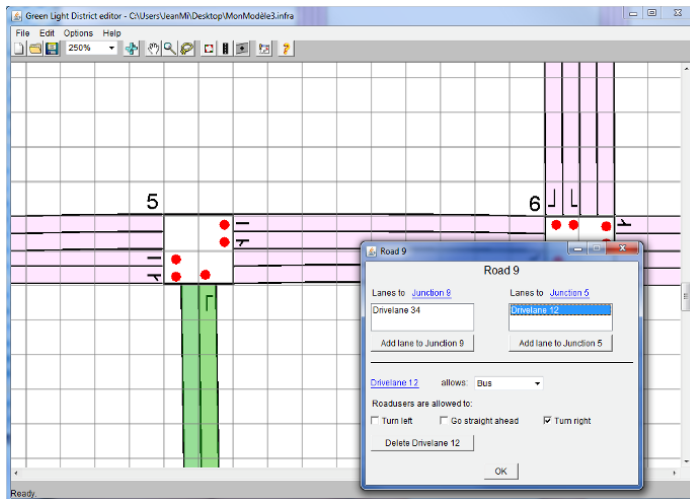 Green Light District editor - C:\Users\JeanMi\Desktop\MonModèle3.infra
File Edit Options Help
250%
5
6
Road 9
Road 9
Lanes to Junction 9 Lanes to Junction 5
Drivelane 34 Drivelane 12
Add lane to Junction 9 Add lane to Junction 5
Drivelane 12 allows: Bus
Roadusers are allowed to:
Turn left Go straight ahead Turn right
Delete Drivelane 12
OK
Ready.